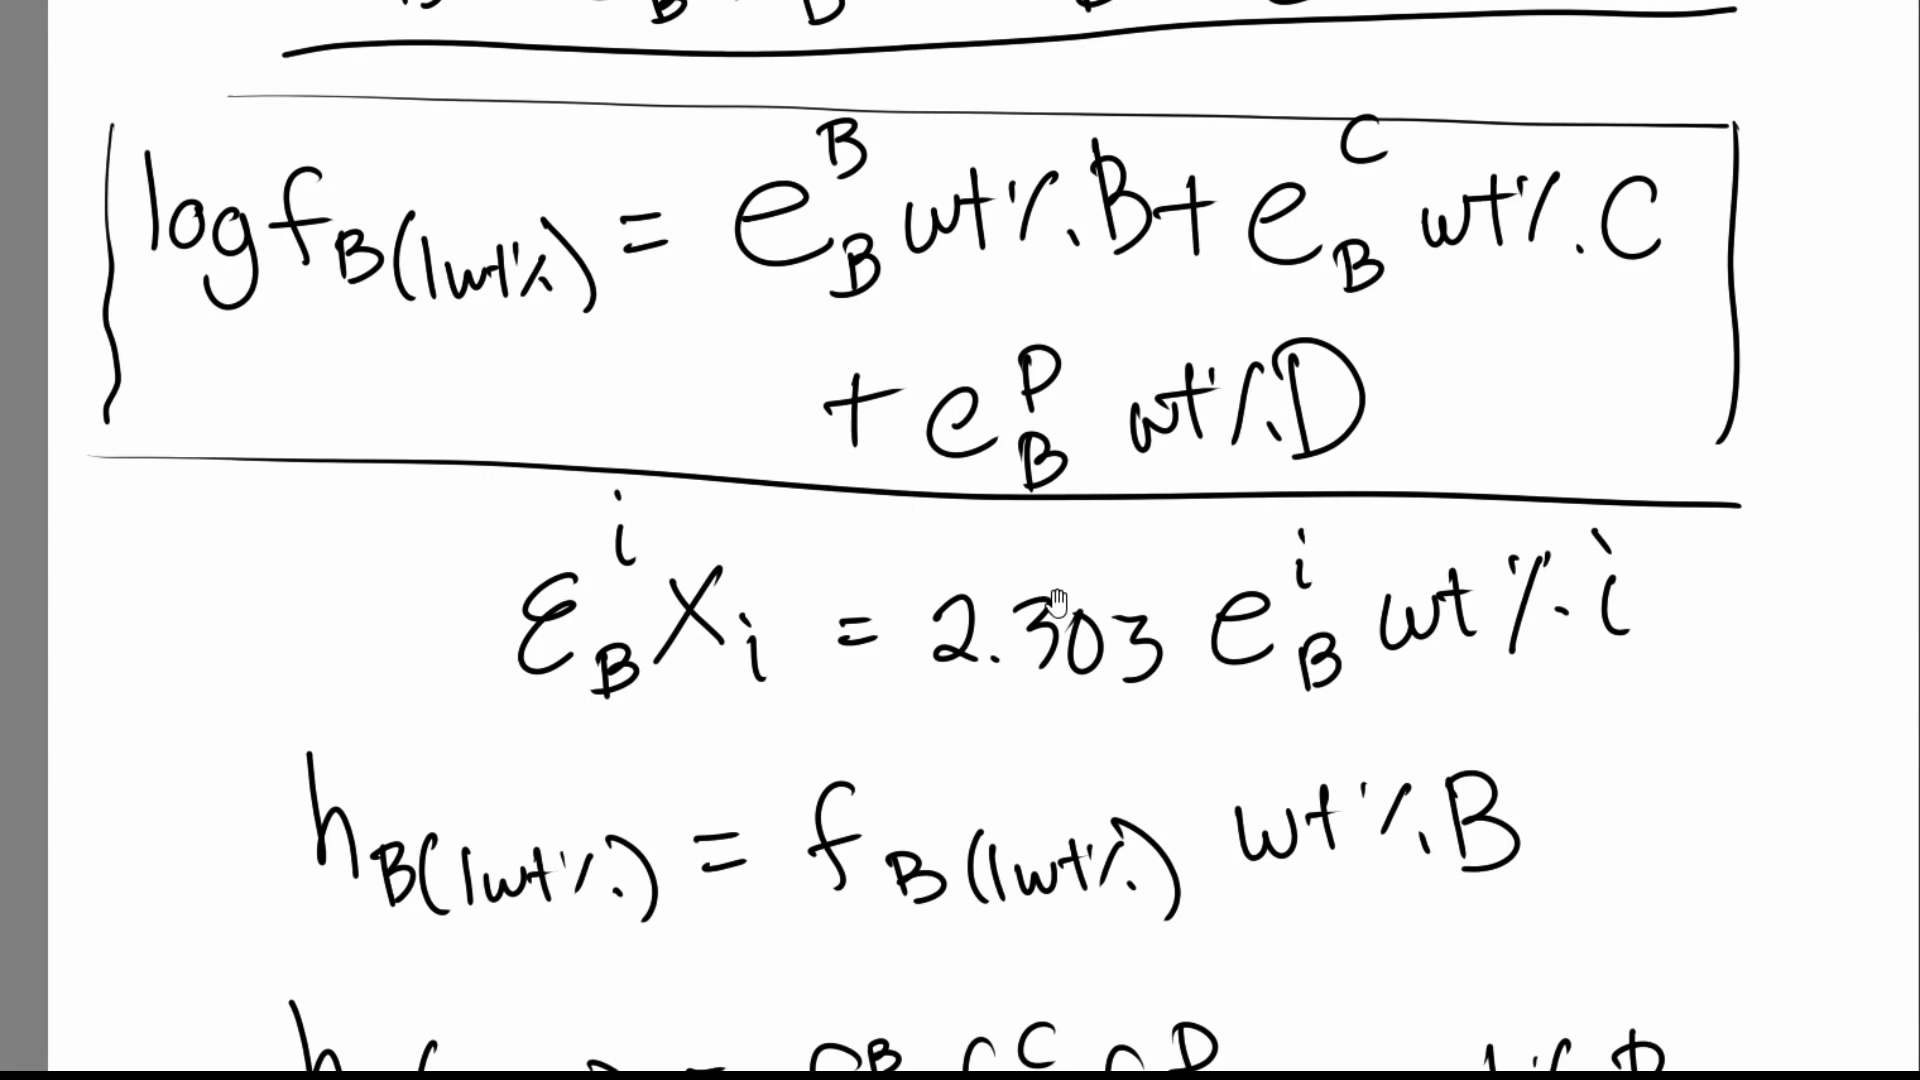 log f_B(1wt%) = e_B^B wt%B + e_B^C wt%C
+ e_B^D wt%D
ε_B^i X_i = 2.303 e_B^i wt%i
h_B(1wt%) = f_B(1wt%) wt%B